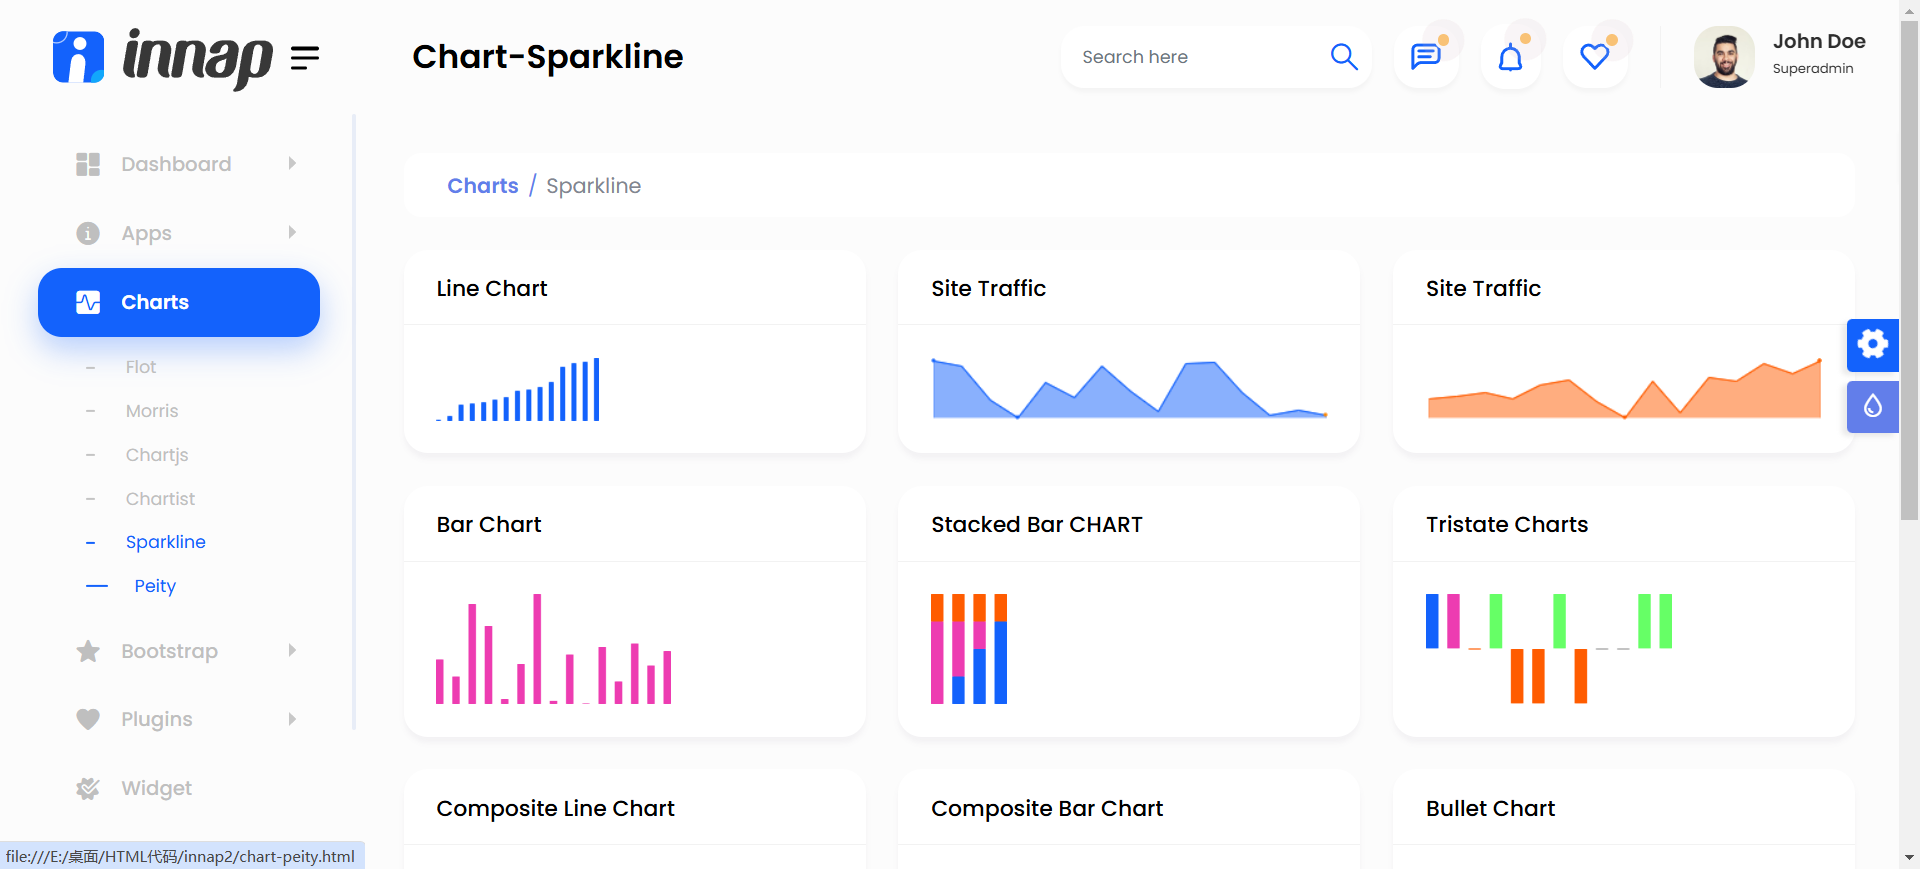 innap
Chart-Sparkline
Search here
John Doe
Superadmin
Dashboard
Apps
Charts
Flot
Morris
Chartjs
Chartist
Sparkline
Peity
Bootstrap
Plugins
Widget
Charts / Sparkline
Line Chart
Site Traffic
Site Traffic
Bar Chart
Stacked Bar CHART
Tristate Charts
Composite Line Chart
Composite Bar Chart
Bullet Chart
file:///E:/桌面/HTML代码/innap2/chart-peity.html